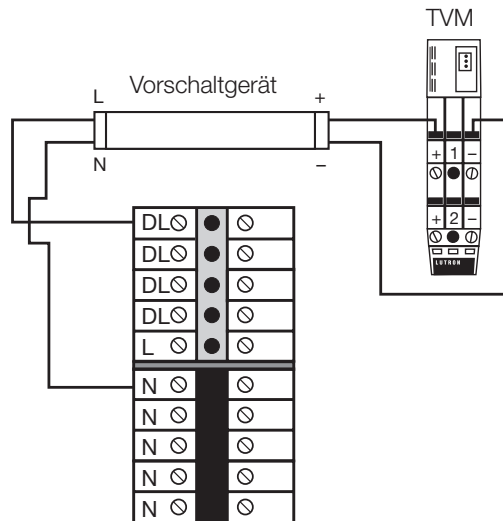 TVM
Vorschaltgerät
L +
N –
+ 1 –
+ 2 –
LUTRON
DL
DL
DL
DL
L
N
N
N
N
N